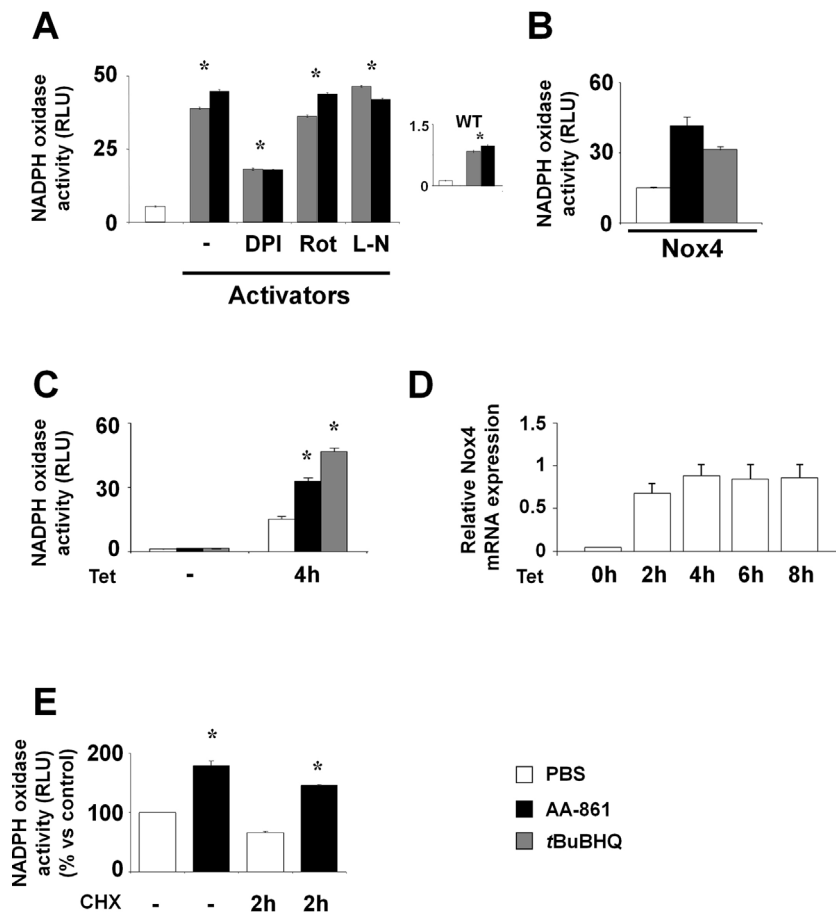 A
NADPH oxidase
activity (RLU)
50
25
0
*
*
*
*
- DPI Rot L-N
Activators
1.5
0
WT
*
B
NADPH oxidase
activity (RLU)
60
30
0
Nox4
C
NADPH oxidase
activity (RLU)
60
30
0
*
*
Tet - 4h
D
Relative Nox4
mRNA expression
1.5
1
0.5
0
Tet 0h 2h 4h 6h 8h
E
NADPH oxidase
activity (RLU)
(% vs control)
200
100
0
*
*
CHX - - 2h 2h
PBS
AA-861
tBuBHQ